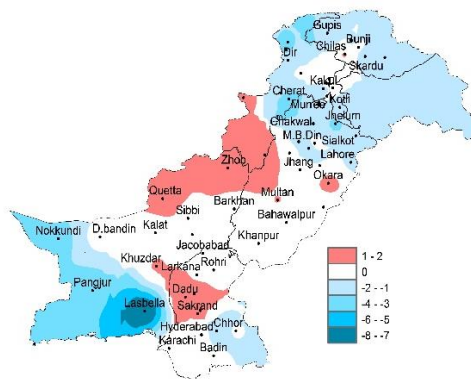 Gupis
Bunji
Chilas
Dir
Skardu
Kakul
Cherat
Murree
Kotli
Jhelum
Chakwal
M.B.Din
Sialkot
Lahore
Zhob
Jhang
Okara
Quetta
Multan
Barkhan
Sibbi
Bahawalpur
Nokkundi
D.bandin
Kalat
Khanpur
Jacobabad
Khuzdar
Rohri
Larkana
Panjgur
Dadu
Lasbella
Sakrand
Hyderabad
Chhor
Karachi
Badin
1 - 2
0
-2 - -1
-4 - -3
-6 - -5
-8 - -7